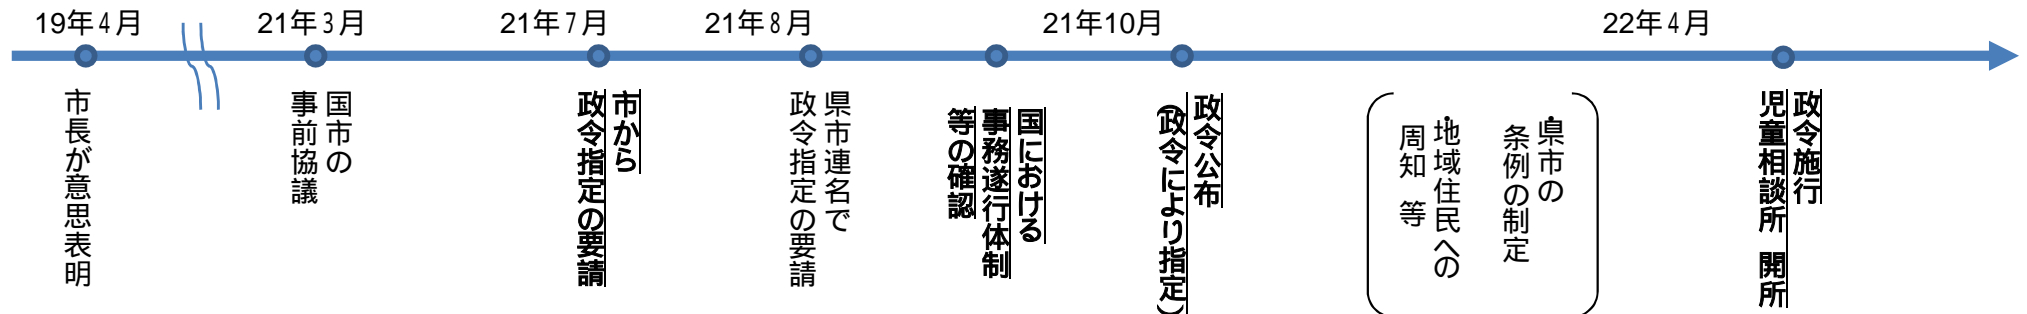 19年4月
21年3月
21年7月
21年8月
21年10月
22年4月
市長が意思表明
国市の
事前協議
市から
政令指定の要請
県市連名で
政令指定の要請
国における
事務遂行体制
等の確認
政令公布
(政令により指定)
・県市の
条例の制定
・地域住民への
周知 等
政令施行
児童相談所 開所